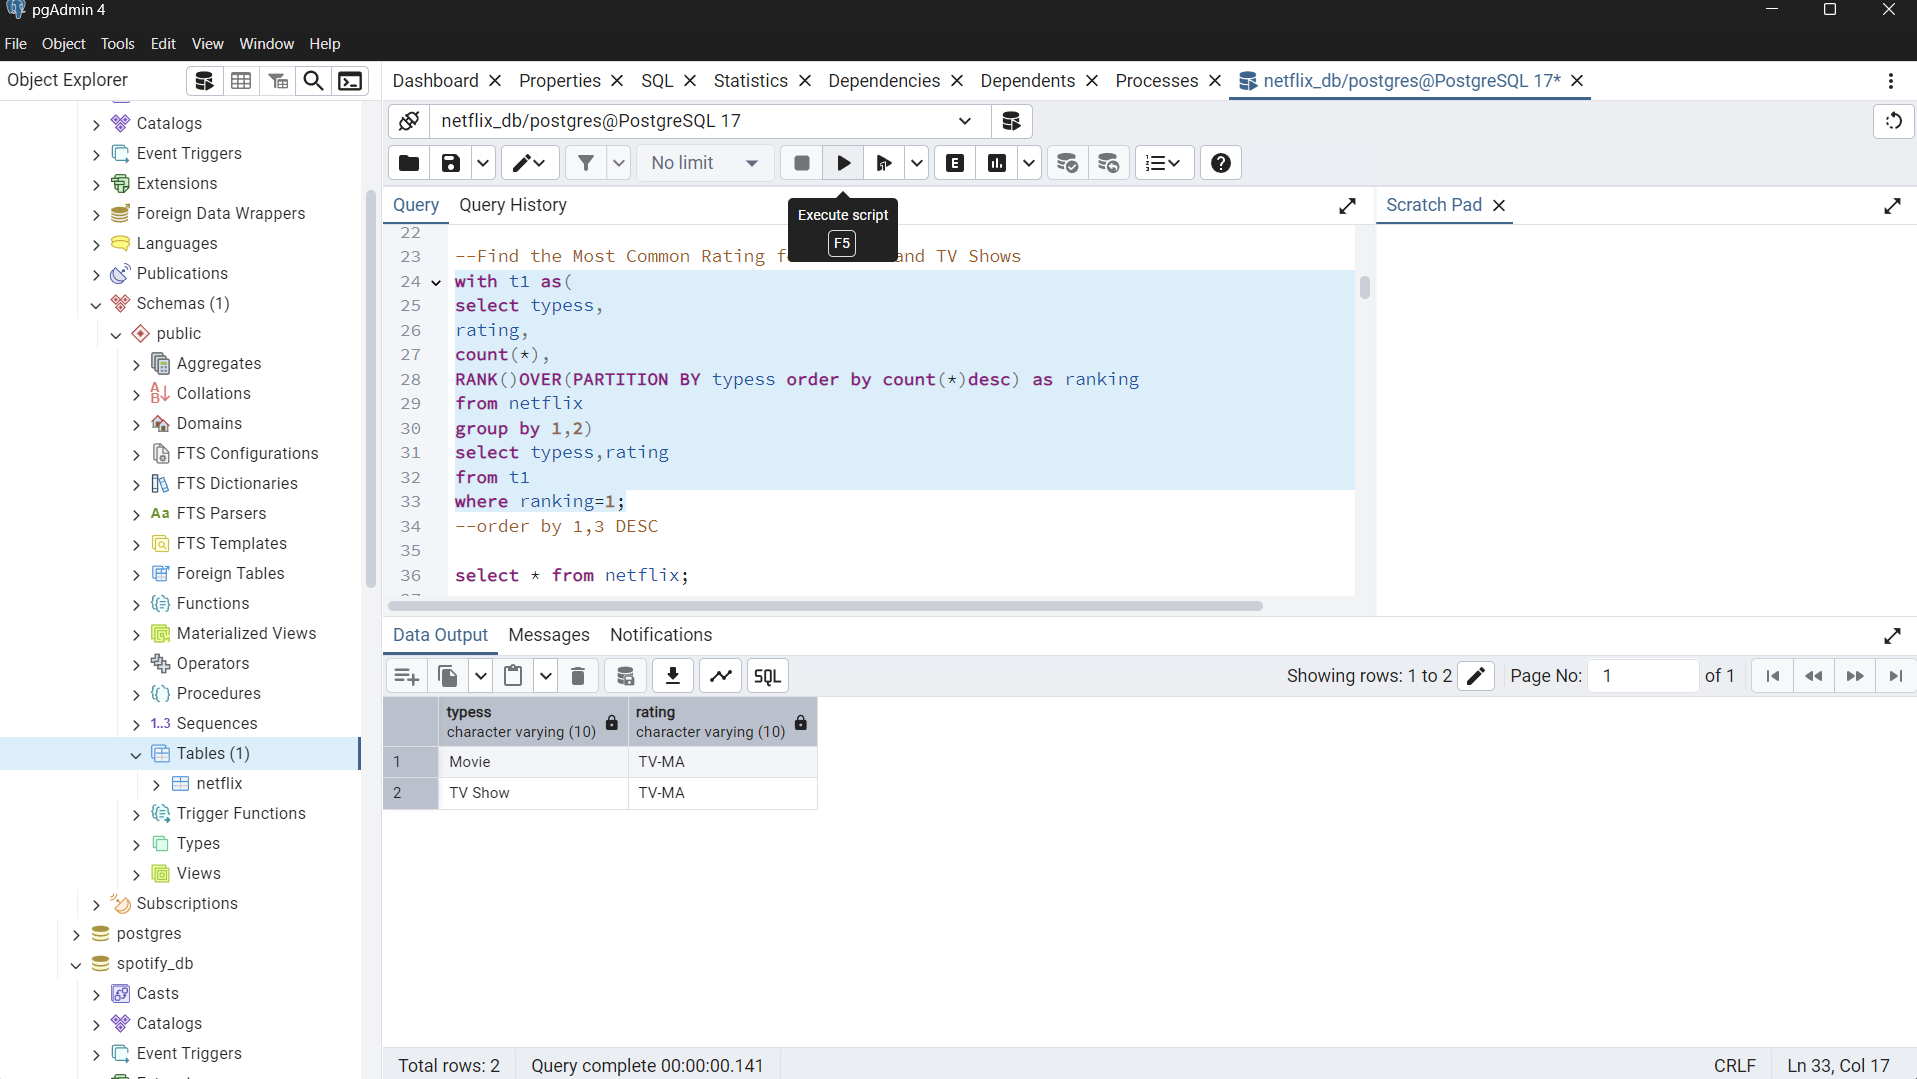 pgAdmin 4
File Object Tools Edit View Window Help
Object Explorer
Dashboard Properties SQL Statistics Dependencies Dependents Processes netflix_db/postgres@PostgreSQL 17*
netflix_db/postgres@PostgreSQL 17
No limit
E
Catalogs
Event Triggers
Extensions
Foreign Data Wrappers
Languages
Publications
Schemas (1)
public
Aggregates
Collations
Domains
FTS Configurations
FTS Dictionaries
Aa FTS Parsers
FTS Templates
Foreign Tables
Functions
Materialized Views
Operators
Procedures
1..3 Sequences
Tables (1)
netflix
Trigger Functions
Types
Views
Subscriptions
postgres
spotify_db
Casts
Catalogs
Event Triggers
Query Query History
Scratch Pad
Execute script
F5
22
23 --Find the Most Common Rating f and TV Shows
24 with t1 as(
25 select typess,
26 rating,
27 count(*),
28 RANK()OVER(PARTITION BY typess order by count(*)desc) as ranking
29 from netflix
30 group by 1,2)
31 select typess,rating
32 from t1
33 where ranking=1;
34 --order by 1,3 DESC
35
36 select * from netflix;
Data Output Messages Notifications
SQL
Showing rows: 1 to 2 Page No: 1 of 1
typess rating
character varying (10) character varying (10)
1 Movie TV-MA
2 TV Show TV-MA
Total rows: 2 Query complete 00:00:00.141 CRLF Ln 33, Col 17